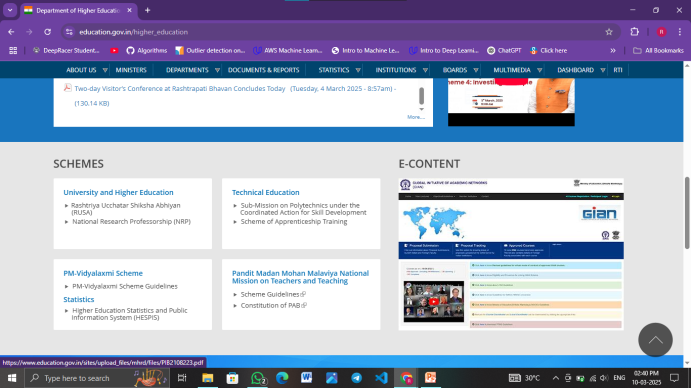 Department of Higher Education
education.gov.in/higher_education
DeepRacer Student...
Algorithms
Outlier detection on...
AWS Machine Learn...
Intro to Machine Le...
Intro to Deep Learni...
ChatGPT
Click here
All Bookmarks
ABOUT US
MINISTERS
DEPARTMENTS
DOCUMENTS & REPORTS
STATISTICS
INSTITUTIONS
BOARDS
MULTIMEDIA
DASHBOARD
RTI
Two-day Visitor's Conference at Rashtrapati Bhavan Concludes Today (Tuesday, 4 March 2025 - 8:57am) -
(130.14 KB)
More....
SCHEMES
E-CONTENT
University and Higher Education
Rashtriya Ucchatar Shiksha Abhiyan
(RUSA)
National Research Professorship (NRP)
Technical Education
Sub-Mission on Polytechnics under the
Coordinated Action for Skill Development
Scheme of Apprenticeship Training
PM-Vidyalaxmi Scheme
PM-Vidyalaxmi Scheme Guidelines
Statistics
Higher Education Statistics and Public
Information System (HESPIS)
Pandit Madan Mohan Malaviya National
Mission on Teachers and Teaching
Scheme Guidelines
Constitution of PAB
GLOBAL INITIATIVE OF ACADEMIC NETWORKS
(GIAN)
GIAN
Proposal Submission
Proposal Tracking
Approved Courses
https://www.education.gov.in/sites/upload_files/mhrd/files/PIB2108223.pdf
Type here to search
30°C
ENG
02:40 PM
10-03-2025